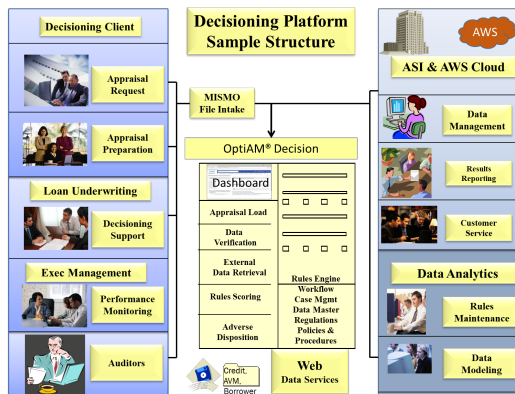 Decisioning Client
Decisioning Platform
Sample Structure
AWS
ASI & AWS Cloud
Appraisal
Request
MISMO
File Intake
Data
Management
Appraisal
Preparation
OptiAM® Decision
Dashboard
Results
Reporting
Loan Underwriting
Appraisal Load
Decisioning
Support
Data
Verification
Customer
Service
External
Data Retrieval
Exec Management
Rules Engine
Data Analytics
Performance
Monitoring
Rules Scoring
Workflow
Case Mgmt
Data Master
Regulations
Policies &
Procedures
Rules
Maintenance
Adverse
Disposition
Auditors
Credit,
AVM,
Borrower
Web
Data Services
Data
Modeling